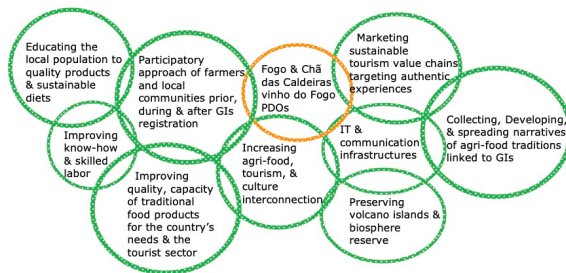 Educating the
local population to
quality products
& sustainable
diets
Participatory
approach of farmers
and local
communities prior,
during & after GIs
registration
Fogo & Chã
das Caldeiras
vinho do Fogo
PDOs
Marketing
sustainable
tourism value chains
targeting authentic
experiences
Improving
know-how
& skilled
labor
Increasing
agri-food,
tourism, &
culture
interconnection
IT &
communication
infrastructures
Collecting, Developing,
& spreading narratives
of agri-food traditions
linked to GIs
Improving
quality, capacity
of traditional
food products
for the country's
needs & the
tourist sector
Preserving
volcano islands &
biosphere
reserve